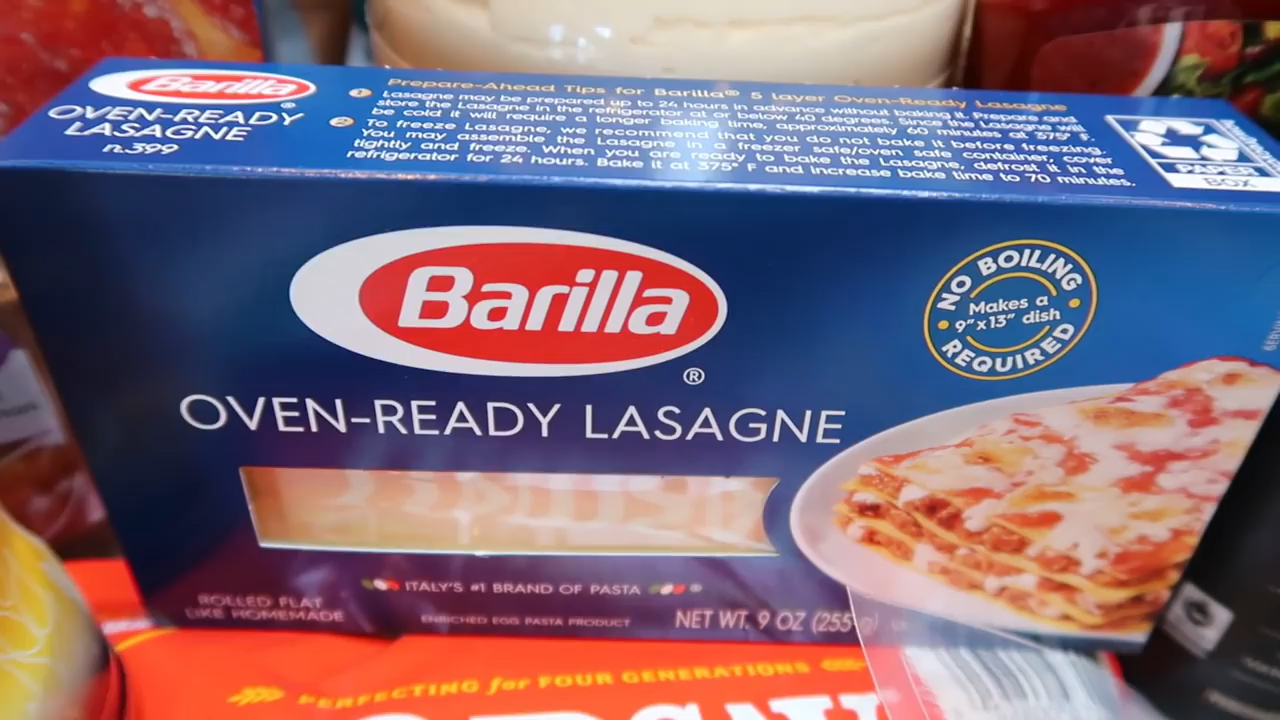 Barilla®
OVEN-READY
LASAGNE
n.399
Prepare-Ahead Tips for Barilla® 5 layer Oven-Ready Lasagne
1 Lasagne may be prepared up to 24 hours in advance without baking it. Prepare and
store the Lasagne in the refrigerator at or below 40 degrees. Since the Lasagne will
be cold it will require a longer baking time, approximately 60 minutes at 375° F.
2 To freeze Lasagne, we recommend that you do not bake it before freezing.
You may assemble the Lasagne in a freezer safe/oven safe container, cover
tightly and freeze. When you are ready to bake the Lasagne, defrost it in the
refrigerator for 24 hours. Bake it at 375° F and increase bake time to 70 minutes.
PAPER
BOX
Barilla
®
OVEN-READY LASAGNE
NO BOILING
Makes a
9"x13" dish
REQUIRED
ITALY'S #1 BRAND OF PASTA ®
ROLLED FLAT
LIKE HOMEMADE
ENRICHED EGG PASTA PRODUCT
NET WT. 9 OZ (255 g)
PERFECTING for FOUR GENERATIONS